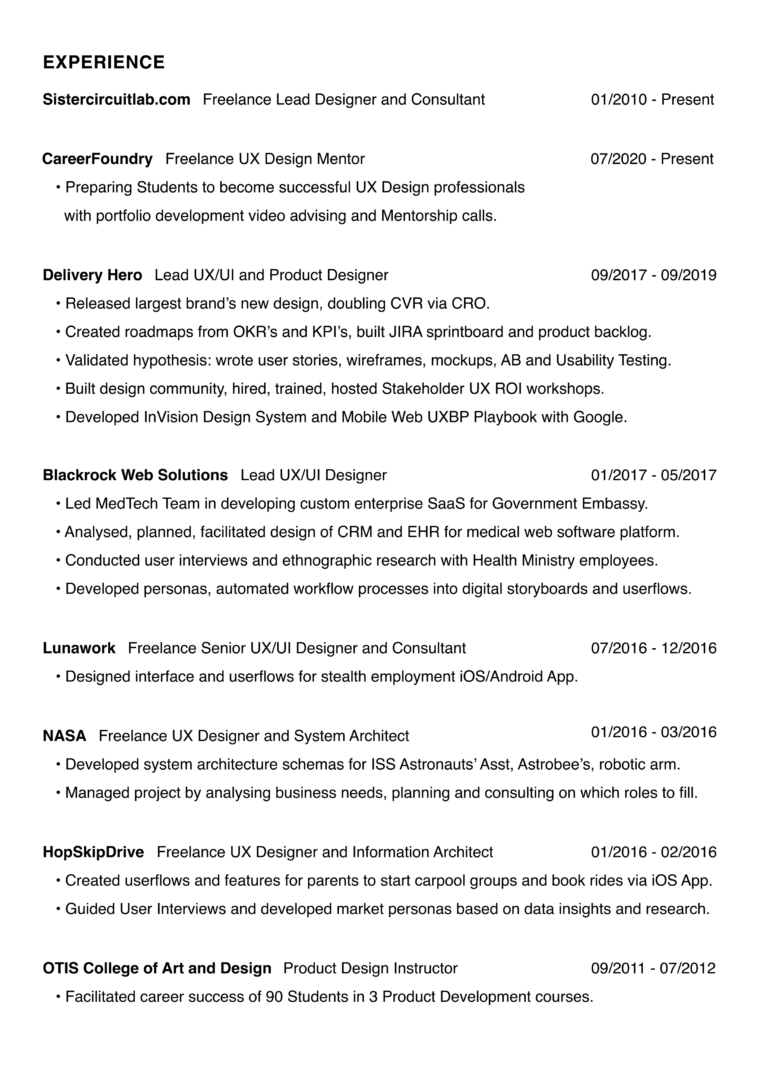 EXPERIENCE
Sistercircuitlab.com Freelance Lead Designer and Consultant 01/2010 - Present
CareerFoundry Freelance UX Design Mentor 07/2020 - Present
• Preparing Students to become successful UX Design professionals
with portfolio development video advising and Mentorship calls.
Delivery Hero Lead UX/UI and Product Designer 09/2017 - 09/2019
• Released largest brand’s new design, doubling CVR via CRO.
• Created roadmaps from OKR’s and KPI’s, built JIRA sprintboard and product backlog.
• Validated hypothesis: wrote user stories, wireframes, mockups, AB and Usability Testing.
• Built design community, hired, trained, hosted Stakeholder UX ROI workshops.
• Developed InVision Design System and Mobile Web UXBP Playbook with Google.
Blackrock Web Solutions Lead UX/UI Designer 01/2017 - 05/2017
• Led MedTech Team in developing custom enterprise SaaS for Government Embassy.
• Analysed, planned, facilitated design of CRM and EHR for medical web software platform.
• Conducted user interviews and ethnographic research with Health Ministry employees.
• Developed personas, automated workflow processes into digital storyboards and userflows.
Lunawork Freelance Senior UX/UI Designer and Consultant 07/2016 - 12/2016
• Designed interface and userflows for stealth employment iOS/Android App.
NASA Freelance UX Designer and System Architect 01/2016 - 03/2016
• Developed system architecture schemas for ISS Astronauts’ Asst, Astrobee’s, robotic arm.
• Managed project by analysing business needs, planning and consulting on which roles to fill.
HopSkipDrive Freelance UX Designer and Information Architect 01/2016 - 02/2016
• Created userflows and features for parents to start carpool groups and book rides via iOS App.
• Guided User Interviews and developed market personas based on data insights and research.
OTIS College of Art and Design Product Design Instructor 09/2011 - 07/2012
• Facilitated career success of 90 Students in 3 Product Development courses.